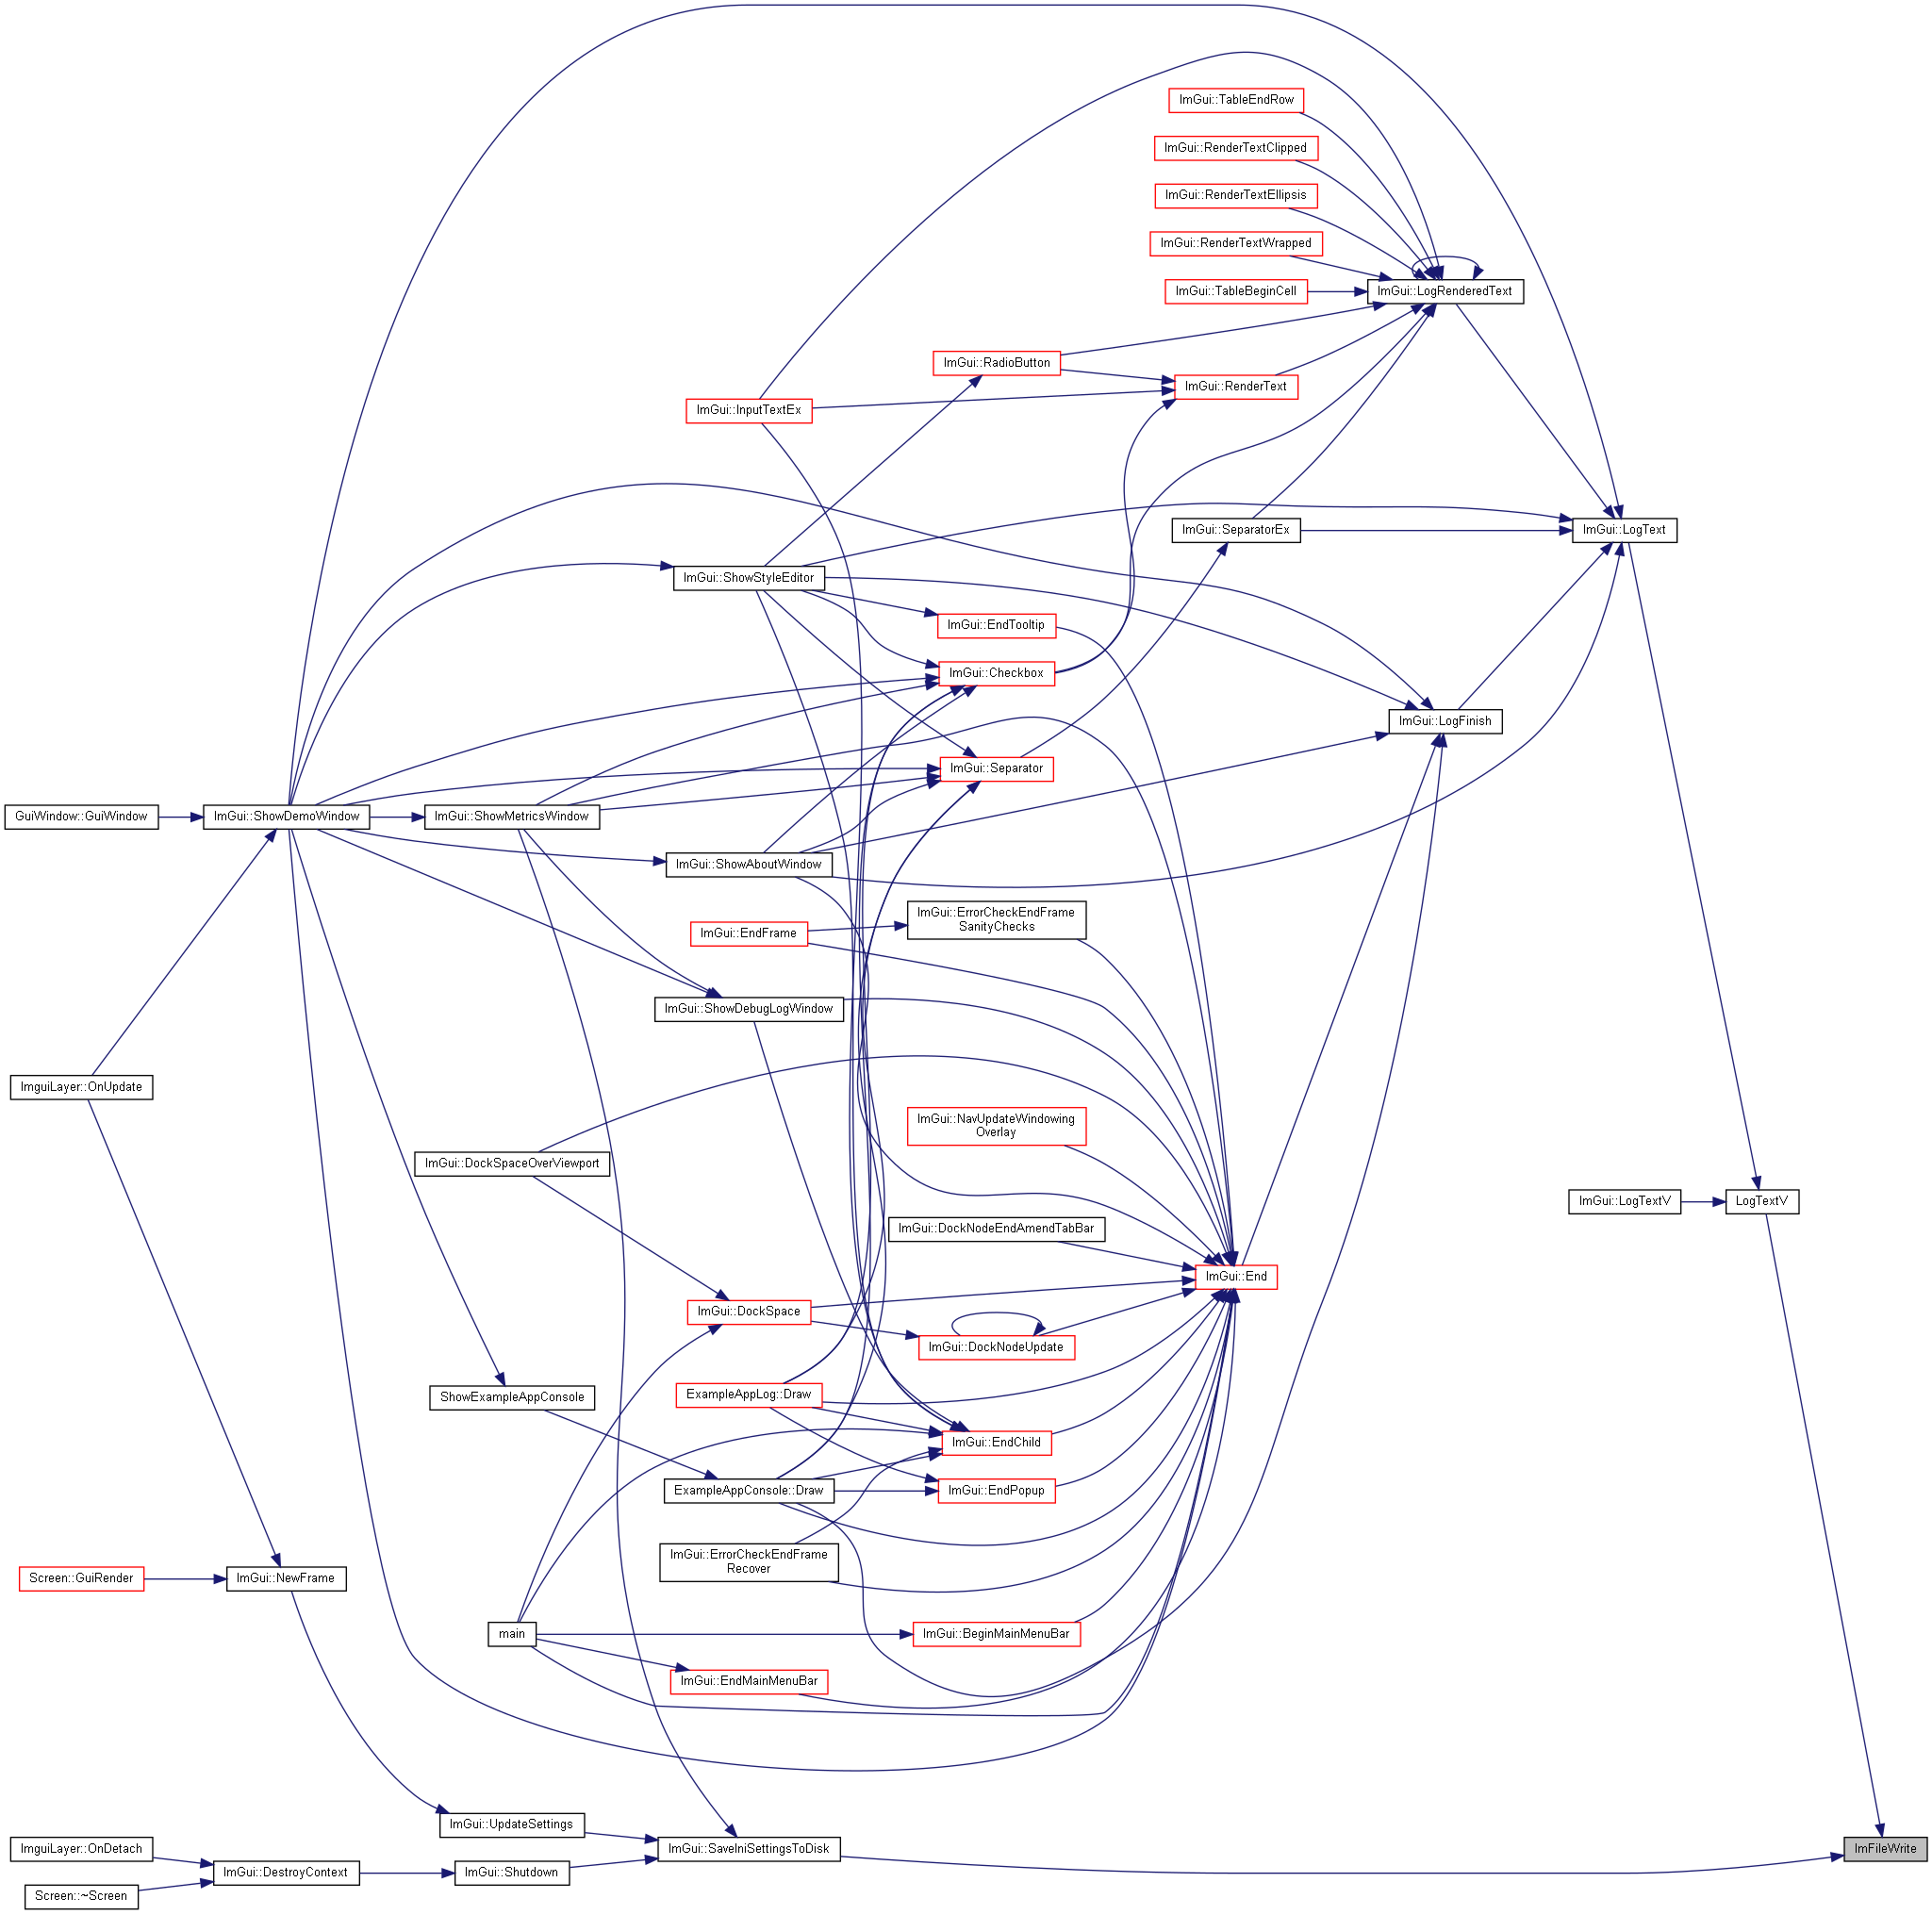 ImGui::TableEndRow
ImGui::RenderTextClipped
ImGui::RenderTextEllipsis
ImGui::RenderTextWrapped
ImGui::TableBeginCell
ImGui::LogRenderedText
ImGui::RadioButton
ImGui::RenderText
ImGui::InputTextEx
ImGui::SeparatorEx
ImGui::LogText
ImGui::ShowStyleEditor
ImGui::EndTooltip
ImGui::Checkbox
ImGui::LogFinish
ImGui::Separator
GuiWindow::GuiWindow
ImGui::ShowDemoWindow
ImGui::ShowMetricsWindow
ImGui::ShowAboutWindow
ImGui::ErrorCheckEndFrame
SanityChecks
ImGui::EndFrame
ImGui::ShowDebugLogWindow
ImguiLayer::OnUpdate
ImGui::NavUpdateWindowing
Overlay
ImGui::DockSpaceOverViewport
ImGui::LogTextV
LogTextV
ImGui::DockNodeEndAmendTabBar
ImGui::End
ImGui::DockSpace
ImGui::DockNodeUpdate
ExampleAppLog::Draw
ShowExampleAppConsole
ImGui::EndChild
ExampleAppConsole::Draw
ImGui::EndPopup
ImGui::ErrorCheckEndFrame
Recover
Screen::GuiRender
ImGui::NewFrame
main
ImGui::BeginMainMenuBar
ImGui::EndMainMenuBar
ImGui::UpdateSettings
ImguiLayer::OnDetach
ImGui::SaveIniSettingsToDisk
ImFileWrite
ImGui::DestroyContext
ImGui::Shutdown
Screen::~Screen